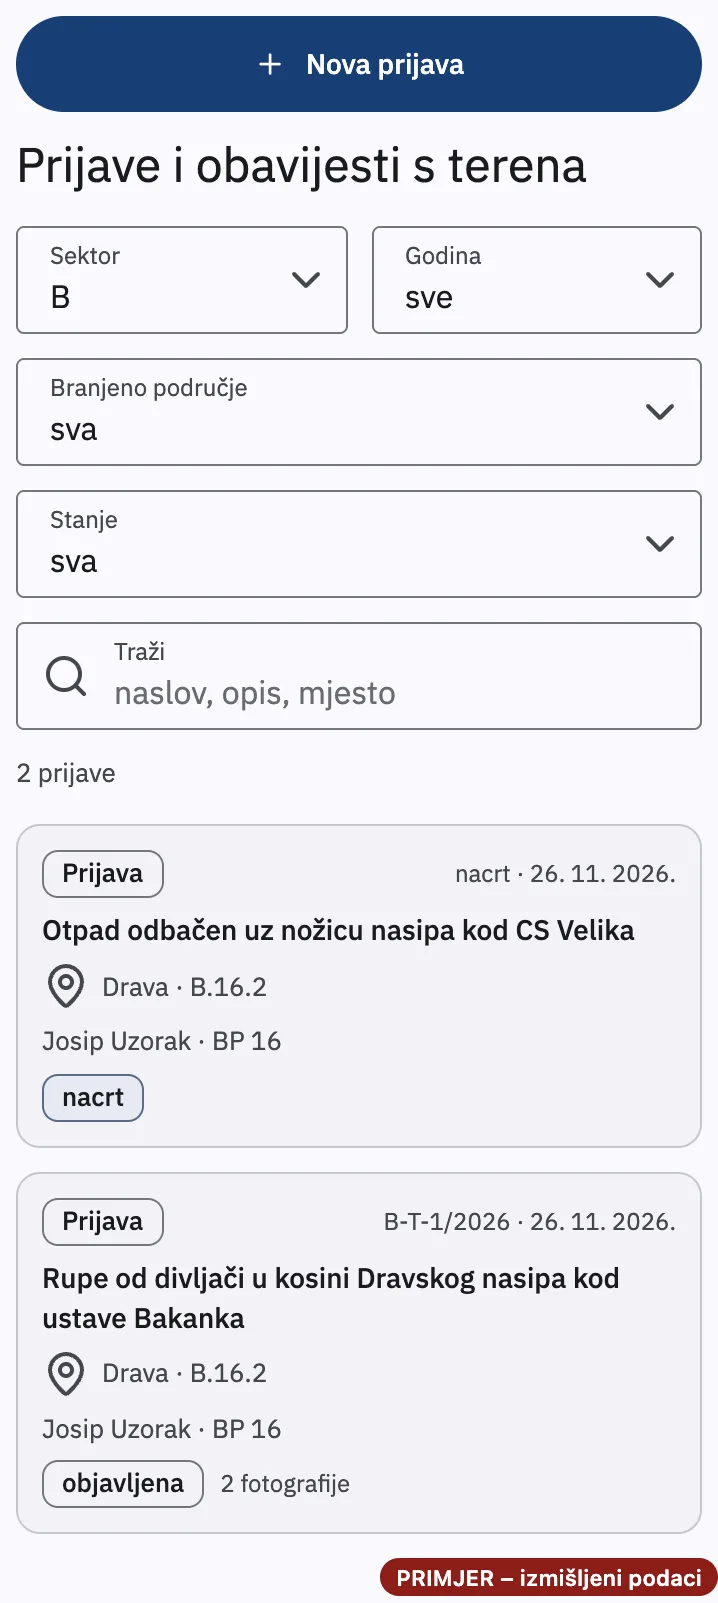 + Nova prijava
Prijave i obavijesti s terena
Sektor
B
Godina
sve
Branjeno područje
sva
Stanje
sva
Traži
naslov, opis, mjesto
2 prijave
Prijava
nacrt · 26. 11. 2026.
Otpad odbačen uz nožicu nasipa kod CS Velika
Drava · B.16.2
Josip Uzorak · BP 16
nacrt
Prijava
B-T-1/2026 · 26. 11. 2026.
Rupe od divljači u kosini Dravskog nasipa kod
ustave Bakanka
Drava · B.16.2
Josip Uzorak · BP 16
objavljena
2 fotografije
PRIMJER – izmišljeni podaci